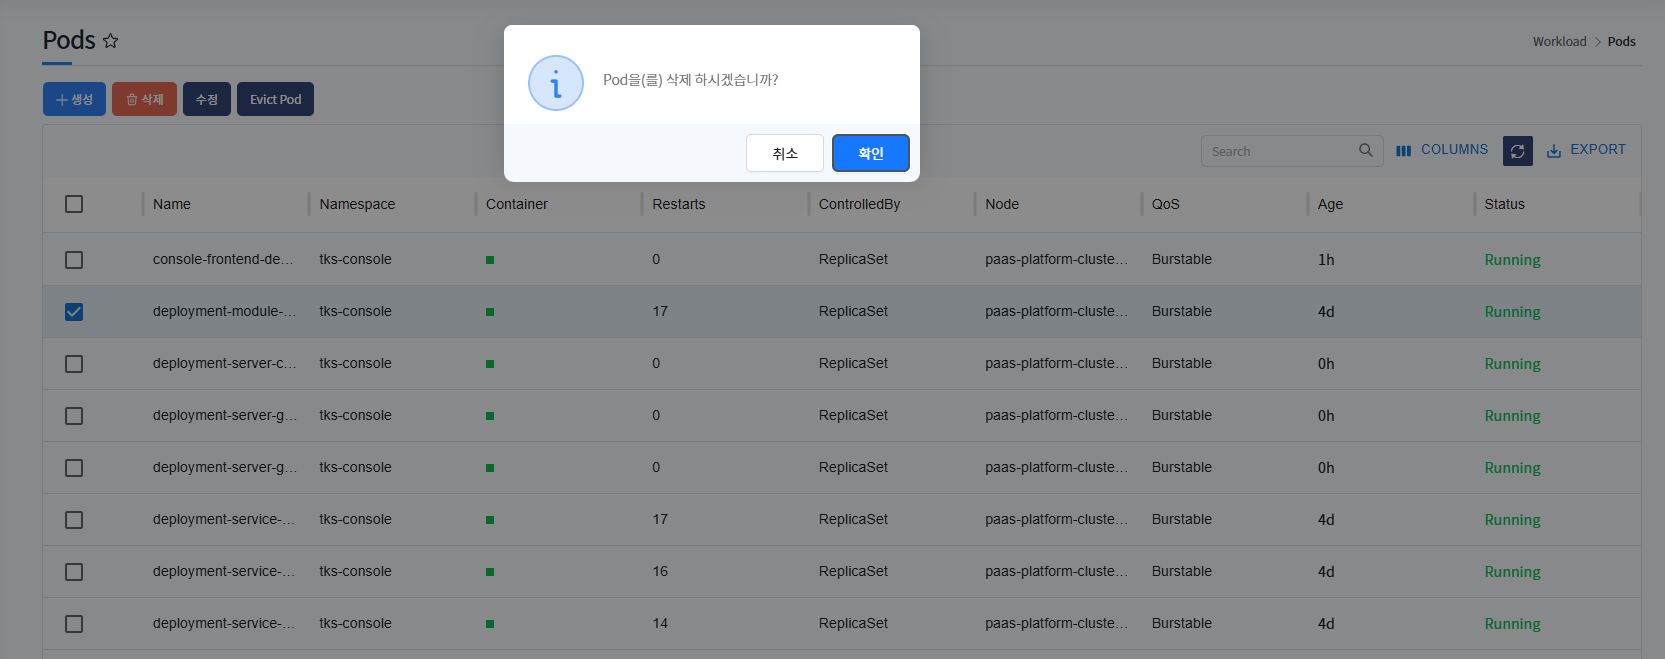 Pods
Workload > Pods
생성 삭제 수정 Evict Pod
Pod을(를) 삭제 하시겠습니까?
취소 확인
Search COLUMNS EXPORT
Name Namespace Container Restarts ControlledBy Node QoS Age Status
console-frontend-de... tks-console 0 ReplicaSet paas-platform-cluste... Burstable 1h Running
deployment-module-... tks-console 17 ReplicaSet paas-platform-cluste... Burstable 4d Running
deployment-server-c... tks-console 0 ReplicaSet paas-platform-cluste... Burstable 0h Running
deployment-server-g... tks-console 0 ReplicaSet paas-platform-cluste... Burstable 0h Running
deployment-server-g... tks-console 0 ReplicaSet paas-platform-cluste... Burstable 0h Running
deployment-service-... tks-console 17 ReplicaSet paas-platform-cluste... Burstable 4d Running
deployment-service-... tks-console 16 ReplicaSet paas-platform-cluste... Burstable 4d Running
deployment-service-... tks-console 14 ReplicaSet paas-platform-cluste... Burstable 4d Running